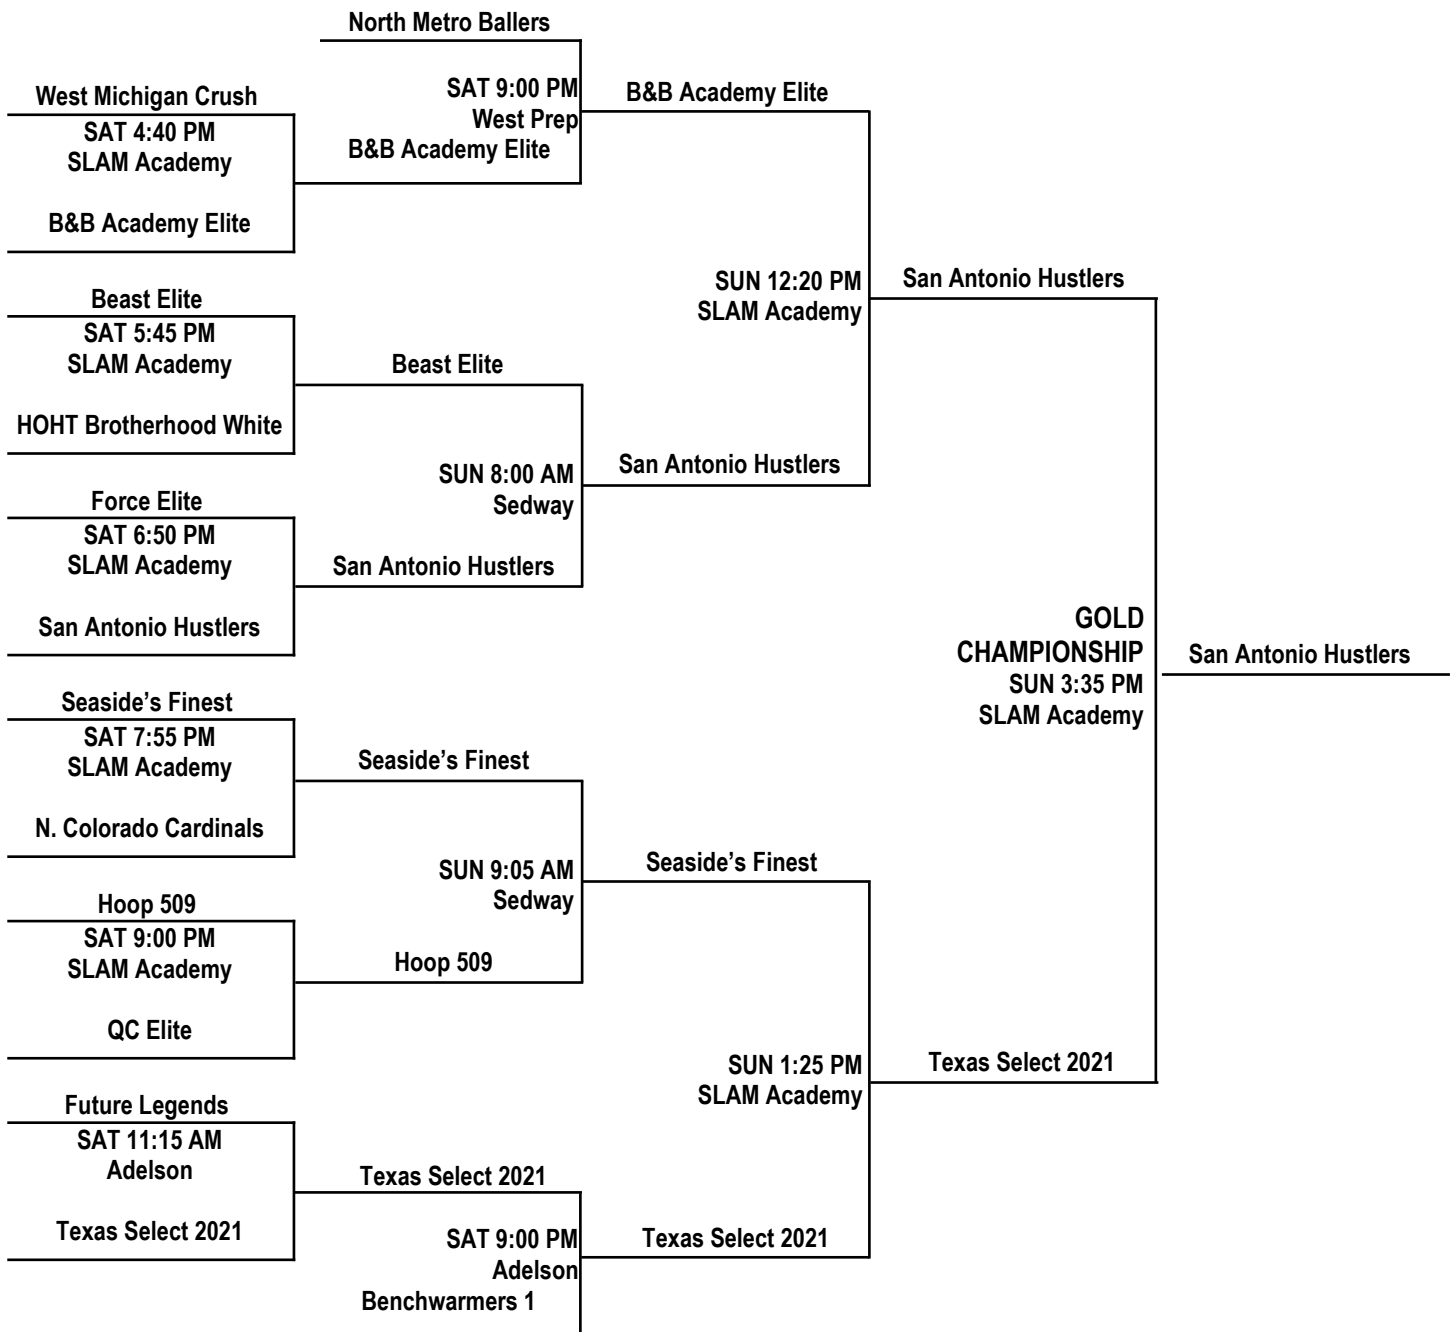 North Metro Ballers
SAT 9:00 PM
West Prep
B&B Academy Elite
B&B Academy Elite
West Michigan Crush
SAT 4:40 PM
SLAM Academy
B&B Academy Elite
SUN 12:20 PM
SLAM Academy
San Antonio Hustlers
Beast Elite
SAT 5:45 PM
SLAM Academy
HOHT Brotherhood White
Beast Elite
SUN 8:00 AM
Sedway
San Antonio Hustlers
Force Elite
SAT 6:50 PM
SLAM Academy
San Antonio Hustlers
San Antonio Hustlers
GOLD
CHAMPIONSHIP
SUN 3:35 PM
SLAM Academy
San Antonio Hustlers
Seaside’s Finest
SAT 7:55 PM
SLAM Academy
N. Colorado Cardinals
Seaside’s Finest
SUN 9:05 AM
Sedway
Seaside’s Finest
Hoop 509
SAT 9:00 PM
SLAM Academy
QC Elite
Hoop 509
SUN 1:25 PM
SLAM Academy
Texas Select 2021
Future Legends
SAT 11:15 AM
Adelson
Texas Select 2021
Texas Select 2021
SAT 9:00 PM
Adelson
Benchwarmers 1
Texas Select 2021